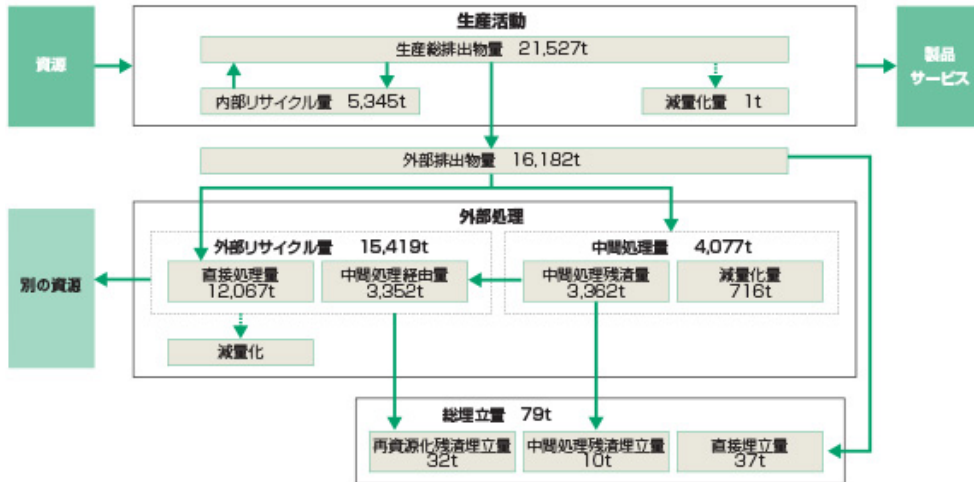 資源
生産活動
生産総排出物量 21,527t
内部リサイクル量 5,345t
減量化量 1t
製品
サービス
外部排出物量 16,182t
外部処理
外部リサイクル量 15,419t
中間処理量 4,077t
別の資源
直接処理量
12,067t
中間処理経由量
3,352t
中間処理残渣量
3,362t
減量化量
716t
減量化
総埋立量 79t
再資源化残渣埋立量
32t
中間処理残渣埋立量
10t
直接埋立量
37t